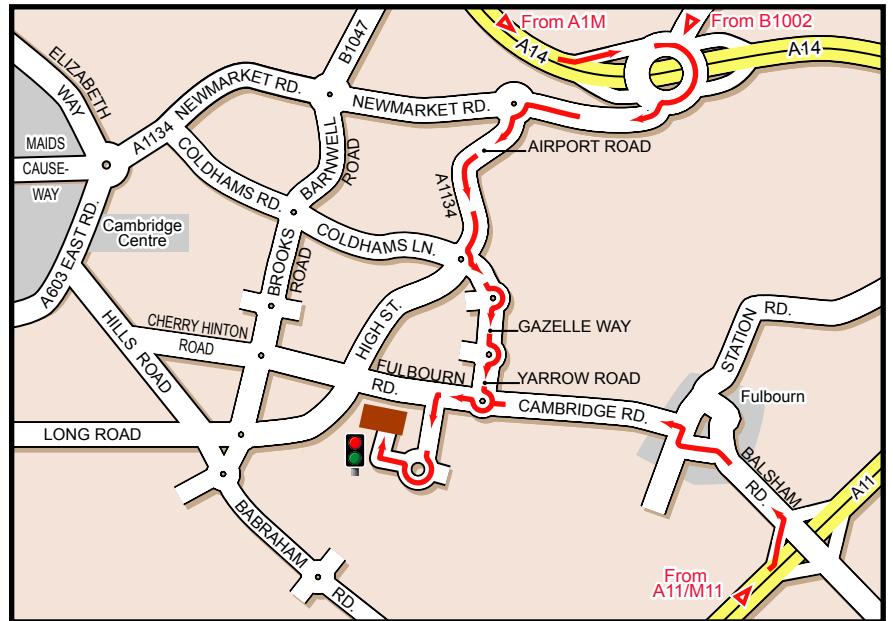 From A1M
From B1002
A14
A14
B1047
ELIZABETH
WAY
NEWMARKET RD.
A1134
NEWMARKET RD.
MAIDS
CAUSE-
WAY
COLDHAMS RD.
BARNWELL
ROAD
AIRPORT ROAD
A1134
A603 EAST RD.
Cambridge
Centre
BROOKS
ROAD
COLDHAMS LN.
HIGH ST.
GAZELLE WAY
STATION RD.
CHERRY HINTON
ROAD
HILLS ROAD
FULBOURN
RD.
YARROW ROAD
CAMBRIDGE RD.
Fulbourn
LONG ROAD
BALSHAM
RD.
A11
BABRAHAM
RD.
From
A11/M11